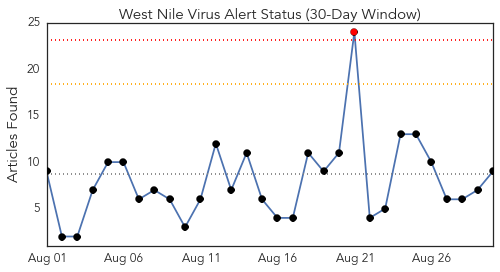 West Nile Virus Alert Status (30-Day Window)
25
20
15
10
5
Articles Found
Aug 01 Aug 06 Aug 11 Aug 16 Aug 21 Aug 26